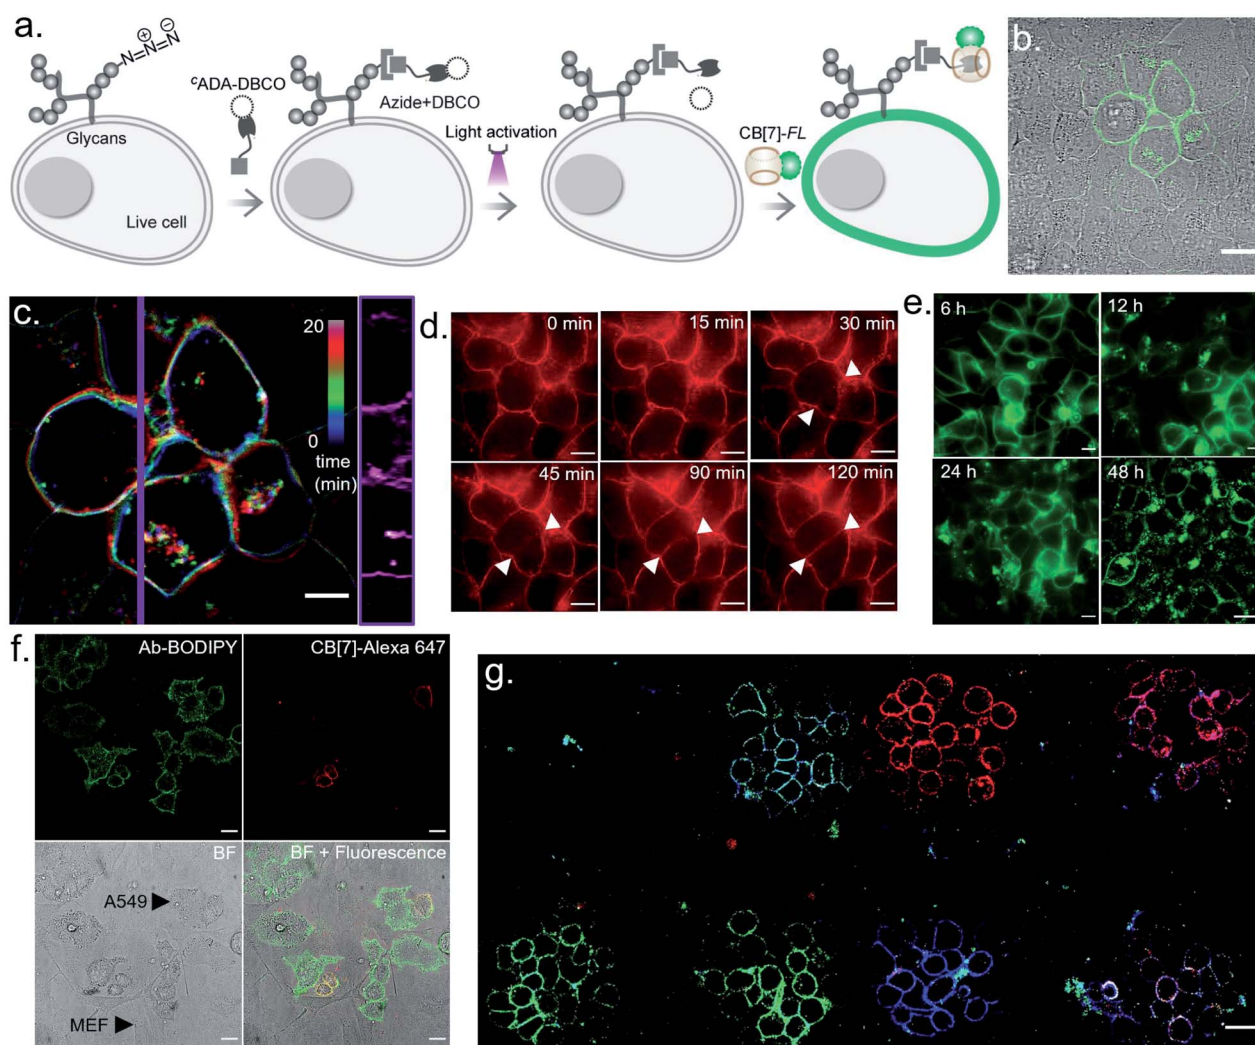 a.
N=N=N
⊕ ⊖
cADA-DBCO
Azide+DBCO
Glycans
Light activation
CB[7]-FL
Live cell
b.
c.
20
0
time
(min)
d.
0 min
15 min
30 min
45 min
90 min
120 min
e.
6 h
12 h
24 h
48 h
f.
Ab-BODIPY
CB[7]-Alexa 647
BF
BF + Fluorescence
A549
MEF
g.